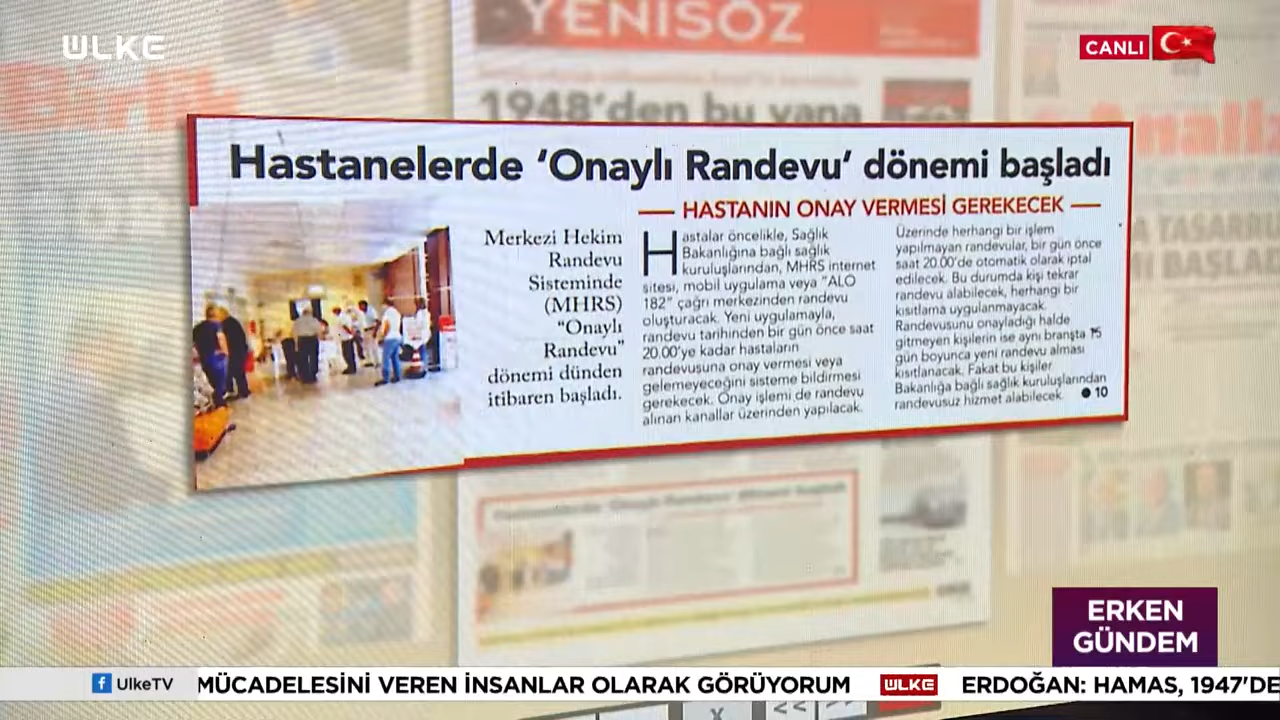 ÜLKE
CANLI
YENISÖZ
1948'den bu yana
Birlik
Hastanelerde ‘Onaylı Randevu’ dönemi başladı
HASTANIN ONAY VERMESİ GEREKECEK
Merkezi Hekim
Randevu
Sisteminde
(MHRS)
“Onaylı
Randevu”
dönemi dünden
itibaren başladı.
Hastalar öncelikle, Sağlık
Bakanlığına bağlı sağlık
kuruluşlarından, MHRS internet
sitesi, mobil uygulama veya “ALO
182” çağrı merkezinden randevu
oluşturacak. Yeni uygulamayla,
randevu tarihinden bir gün önce saat
20.00’ye kadar hastaların
randevusuna onay vermesi veya
gelemeyeceğini sisteme bildirmesi
gerekecek. Onay işlemi de randevu
alınan kanallar üzerinden yapılacak.
Üzerinde herhangi bir işlem
yapılmayan randevular, bir gün önce
saat 20.00’de otomatik olarak iptal
edilecek. Bu durumda kişi tekrar
randevu alabilecek, herhangi bir
kısıtlama uygulanmayacak.
Randevusunu onayladığı halde
gitmeyen kişilerin ise aynı branşta 15
gün boyunca yeni randevu alması
kısıtlanacak. Fakat bu kişiler
Bakanlığa bağlı sağlık kuruluşlarından
randevusuz hizmet alabilecek. ● 10
ERKEN
GÜNDEM
UlkeTV MÜCADELESİNİ VEREN İNSANLAR OLARAK GÖRÜYORUM ÜLKE ERDOĞAN: HAMAS, 1947'DE